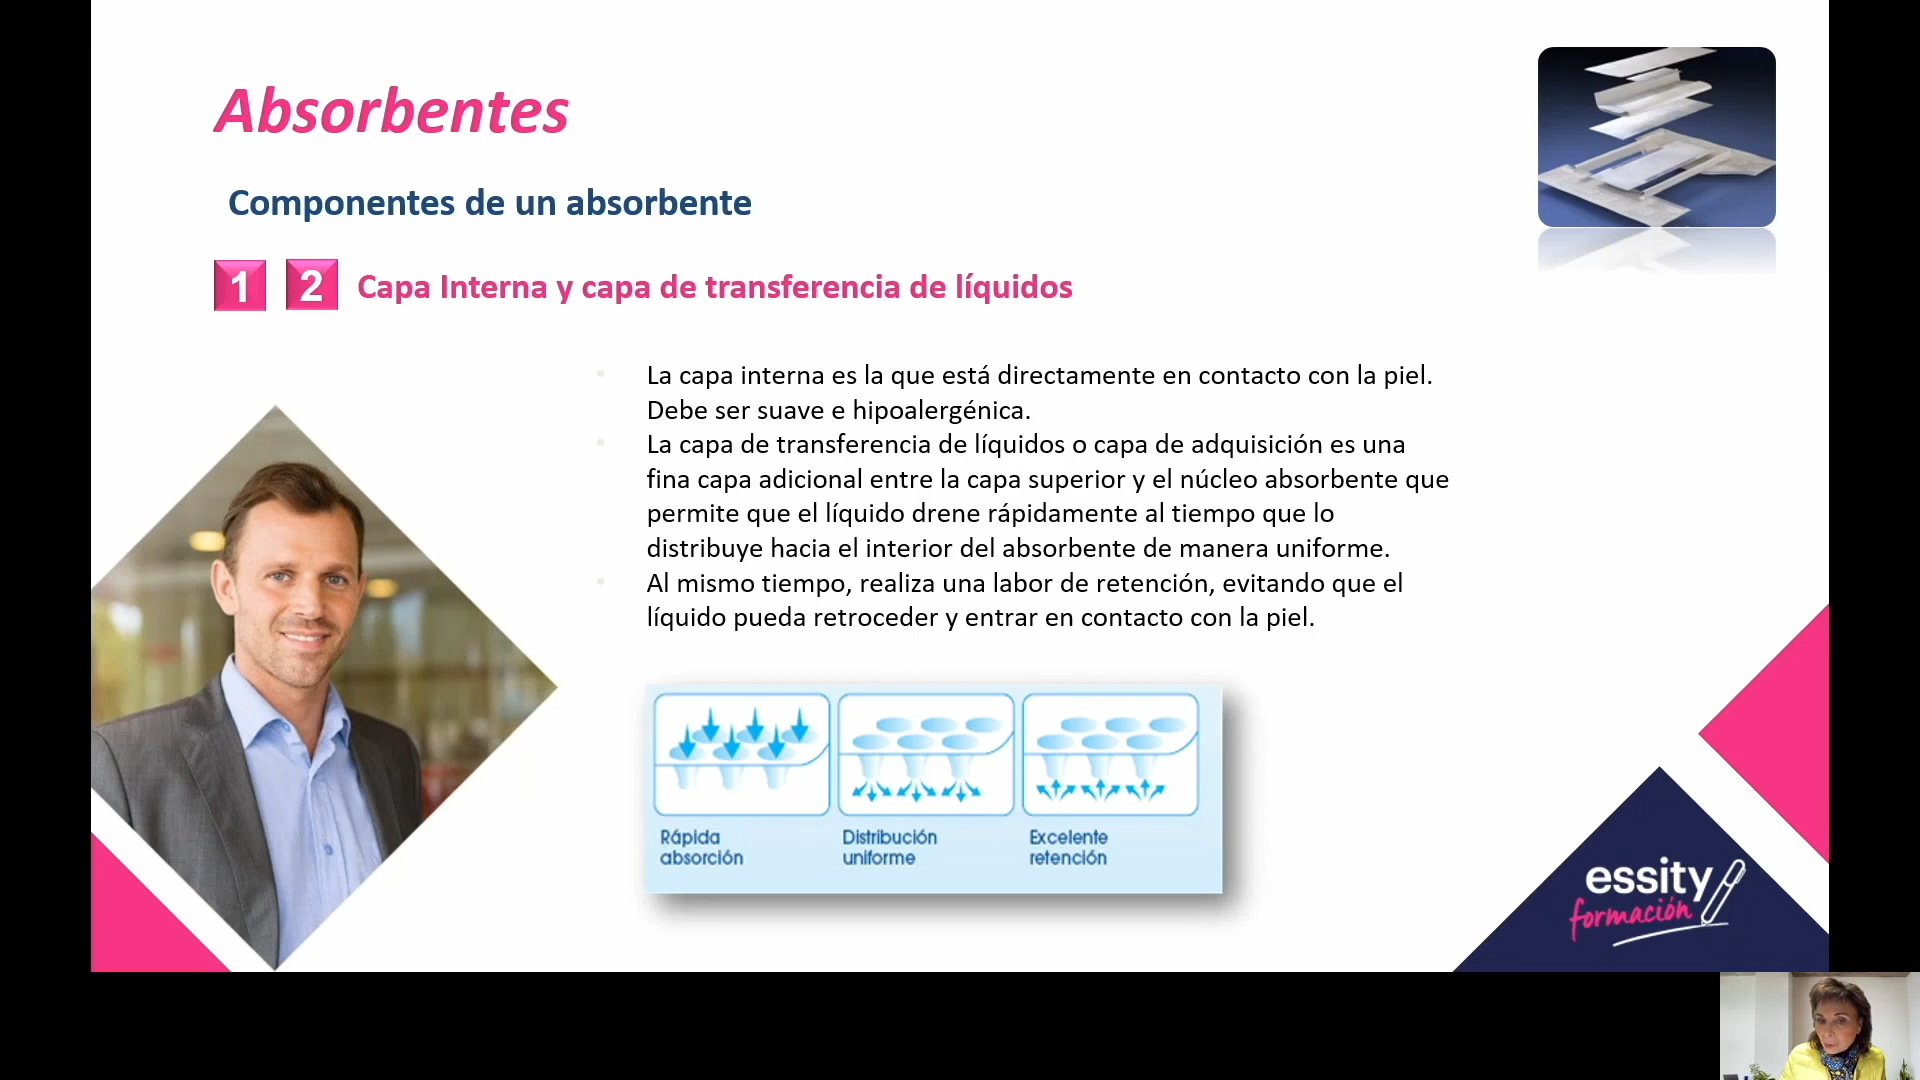 Absorbentes
Componentes de un absorbente
1 2 Capa Interna y capa de transferencia de líquidos
La capa interna es la que está directamente en contacto con la piel.
Debe ser suave e hipoalergénica.
La capa de transferencia de líquidos o capa de adquisición es una
fina capa adicional entre la capa superior y el núcleo absorbente que
permite que el líquido drene rápidamente al tiempo que lo
distribuye hacia el interior del absorbente de manera uniforme.
Al mismo tiempo, realiza una labor de retención, evitando que el
líquido pueda retroceder y entrar en contacto con la piel.
Rápida
absorción
Distribución
uniforme
Excelente
retención
essity
formación